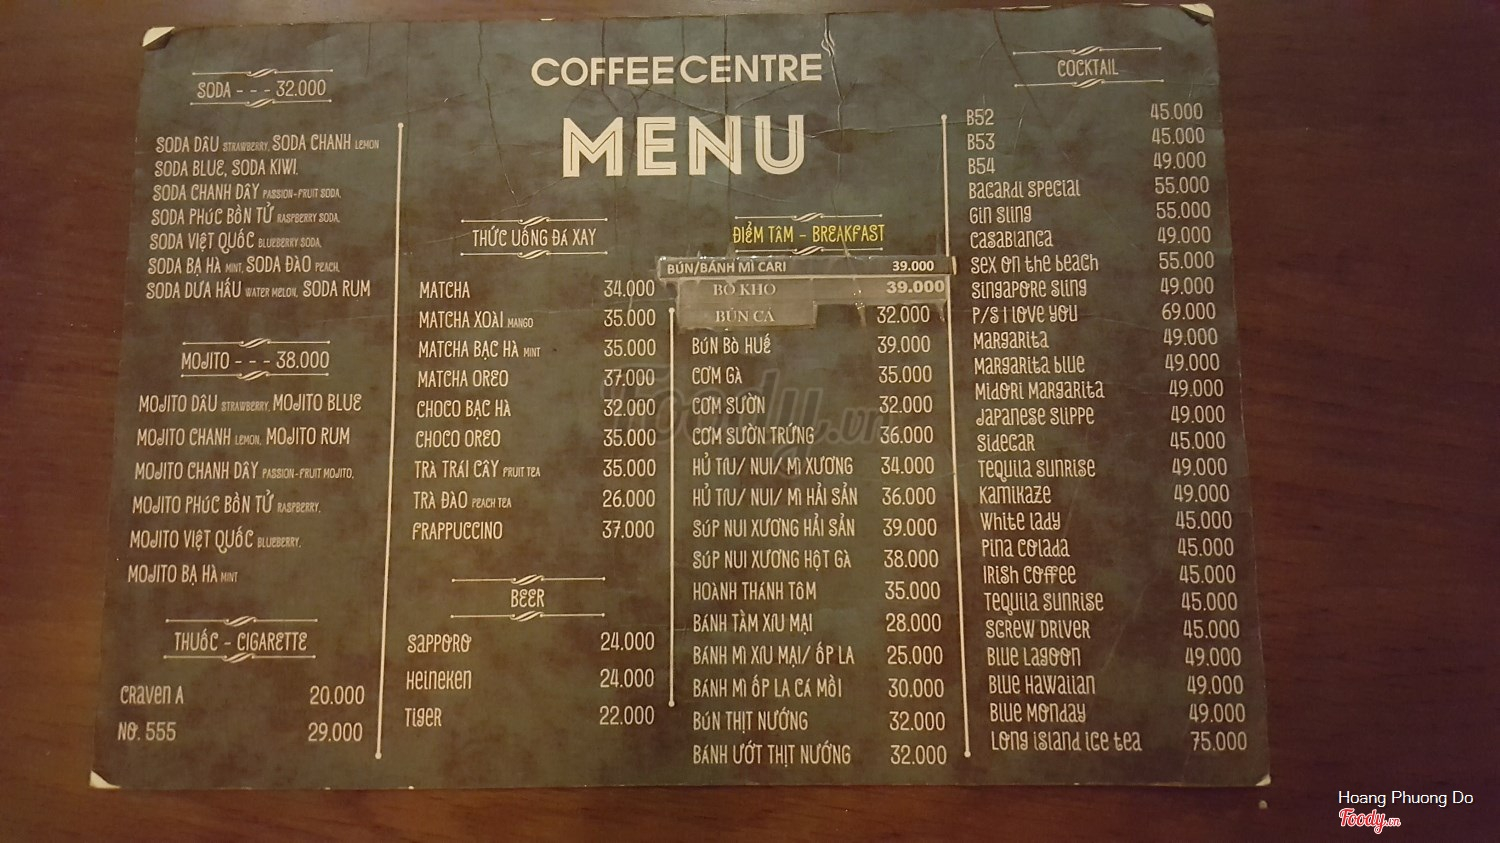 COFFEE CENTRE
MENU
SODA - - - 32.000
SODA DÂU STRAWBERRY, SODA CHANH LEMON
SODA BLUE, SODA KIWI,
SODA CHANH DÂY PASSION-FRUIT SODA,
SODA PHÚC BỒN TỬ RASPBERRY SODA,
SODA VIỆT QUỐC BLUEBERRY SODA,
SODA BẠ HÀ MINT, SODA ĐÀO PEACH,
SODA DƯA HẤU WATER MELON, SODA RUM
MOJITO - - - 38.000
MOJITO DÂU STRAWBERRY, MOJITO BLUE
MOJITO CHANH LEMON, MOJITO RUM
MOJITO CHANH DÂY PASSION-FRUIT MOJITO,
MOJITO PHÚC BỒN TỬ RASPBERRY,
MOJITO VIỆT QUỐC BLUEBERRY,
MOJITO BẠ HÀ MINT
THUỐC - CIGARETTE
CRAVEN A 20.000
NO. 555 29.000
THỨC UỐNG ĐÁ XAY
MATCHA 34.000
MATCHA XOÀI MANGO 35.000
MATCHA BẠC HÀ MINT 35.000
MATCHA OREO 37.000
CHOCO BẠC HÀ 32.000
CHOCO OREO 35.000
TRÀ TRÁI CÂY FRUIT TEA 35.000
TRÀ ĐÀO PEACH TEA 26.000
FRAPPUCCINO 37.000
BEER
SAPPORO 24.000
HEINEKEN 24.000
TIGER 22.000
ĐIỂM TÂM - BREAKFAST
BÚN/BÁNH MÌ CARI 39.000
BÒ KHO 39.000
BÚN CÁ 32.000
BÚN BÒ HUẾ 39.000
CƠM GÀ 35.000
CƠM SƯỜN 32.000
CƠM SƯỜN TRỨNG 36.000
HỦ TÍU/ NUI/ MÌ XƯƠNG 34.000
HỦ TÍU/ NUI/ MÌ HẢI SẢN 36.000
SÚP NUI XƯƠNG HẢI SẢN 39.000
SÚP NUI XƯƠNG HỘT GÀ 38.000
HOÀNH THÁNH TÔM 35.000
BÁNH TẰM XÍU MẠI 28.000
BÁNH MÌ XÍU MẠI/ ỐP LA 25.000
BÁNH MÌ ỐP LA CÁ MÒI 30.000
BÚN THỊT NƯỚNG 32.000
BÁNH ƯỚT THỊT NƯỚNG 32.000
COCKTAIL
B52 45.000
B53 45.000
B54 49.000
BACARDI SPECIAL 55.000
GIN SLING 55.000
CASABLANCA 49.000
SEX ON THE BEACH 55.000
SINGAPORE SLING 49.000
P/S I LOVE YOU 69.000
MARGARITA 49.000
MARGARITA BLUE 49.000
MIDORI MARGARITA 49.000
JAPANESE SLIPPE 49.000
SIDECAR 45.000
TEQUILA SUNRISE 49.000
KAMIKAZE 49.000
WHITE LADY 45.000
PINA COLADA 45.000
IRISH COFFEE 45.000
TEQUILA SUNRISE 45.000
SCREW DRIVER 45.000
BLUE LAGOON 49.000
BLUE HAWAIIAN 49.000
BLUE MONDAY 49.000
LONG ISLAND ICE TEA 75.000
Foody.vn
Hoang Phuong Do
Foody.vn